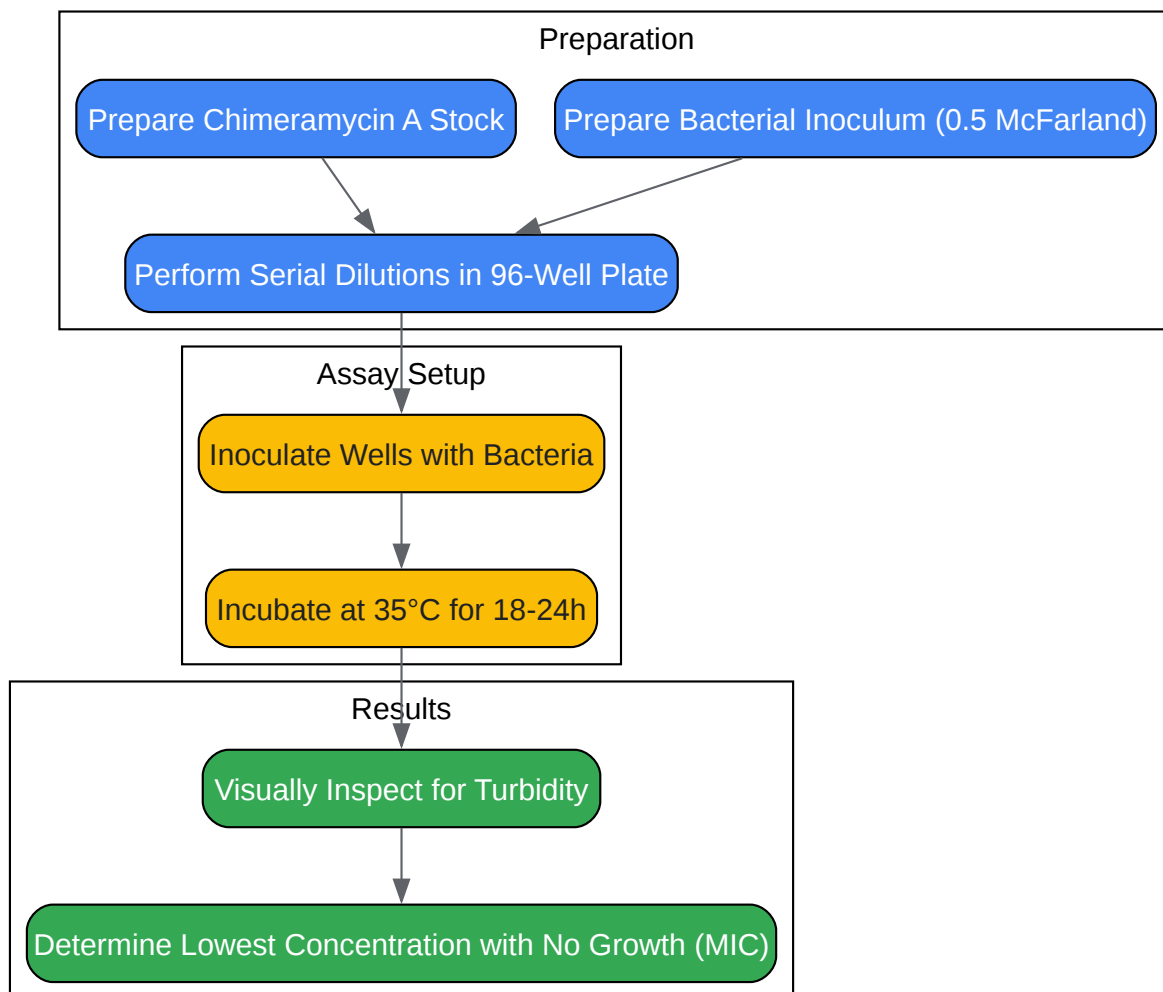 Preparation
Prepare Chimeramycin A Stock
Prepare Bacterial Inoculum (0.5 McFarland)
Perform Serial Dilutions in 96-Well Plate
Assay Setup
Inoculate Wells with Bacteria
Incubate at 35°C for 18-24h
Results
Visually Inspect for Turbidity
Determine Lowest Concentration with No Growth (MIC)